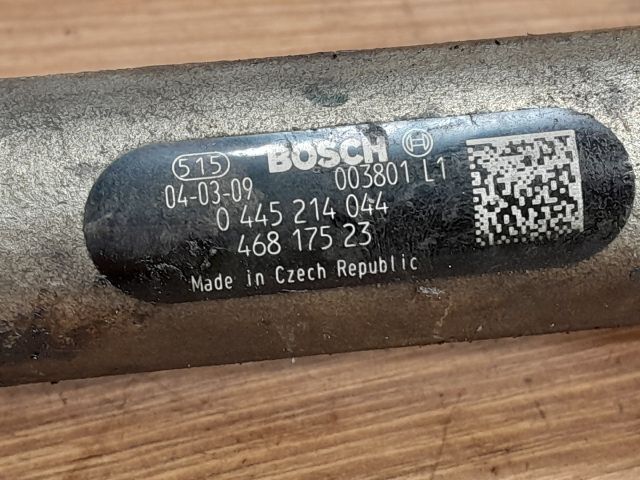 515 BOSCH
04-03-09 003801 L1
0 445 214 044
468 175 23
Made in Czech Republic